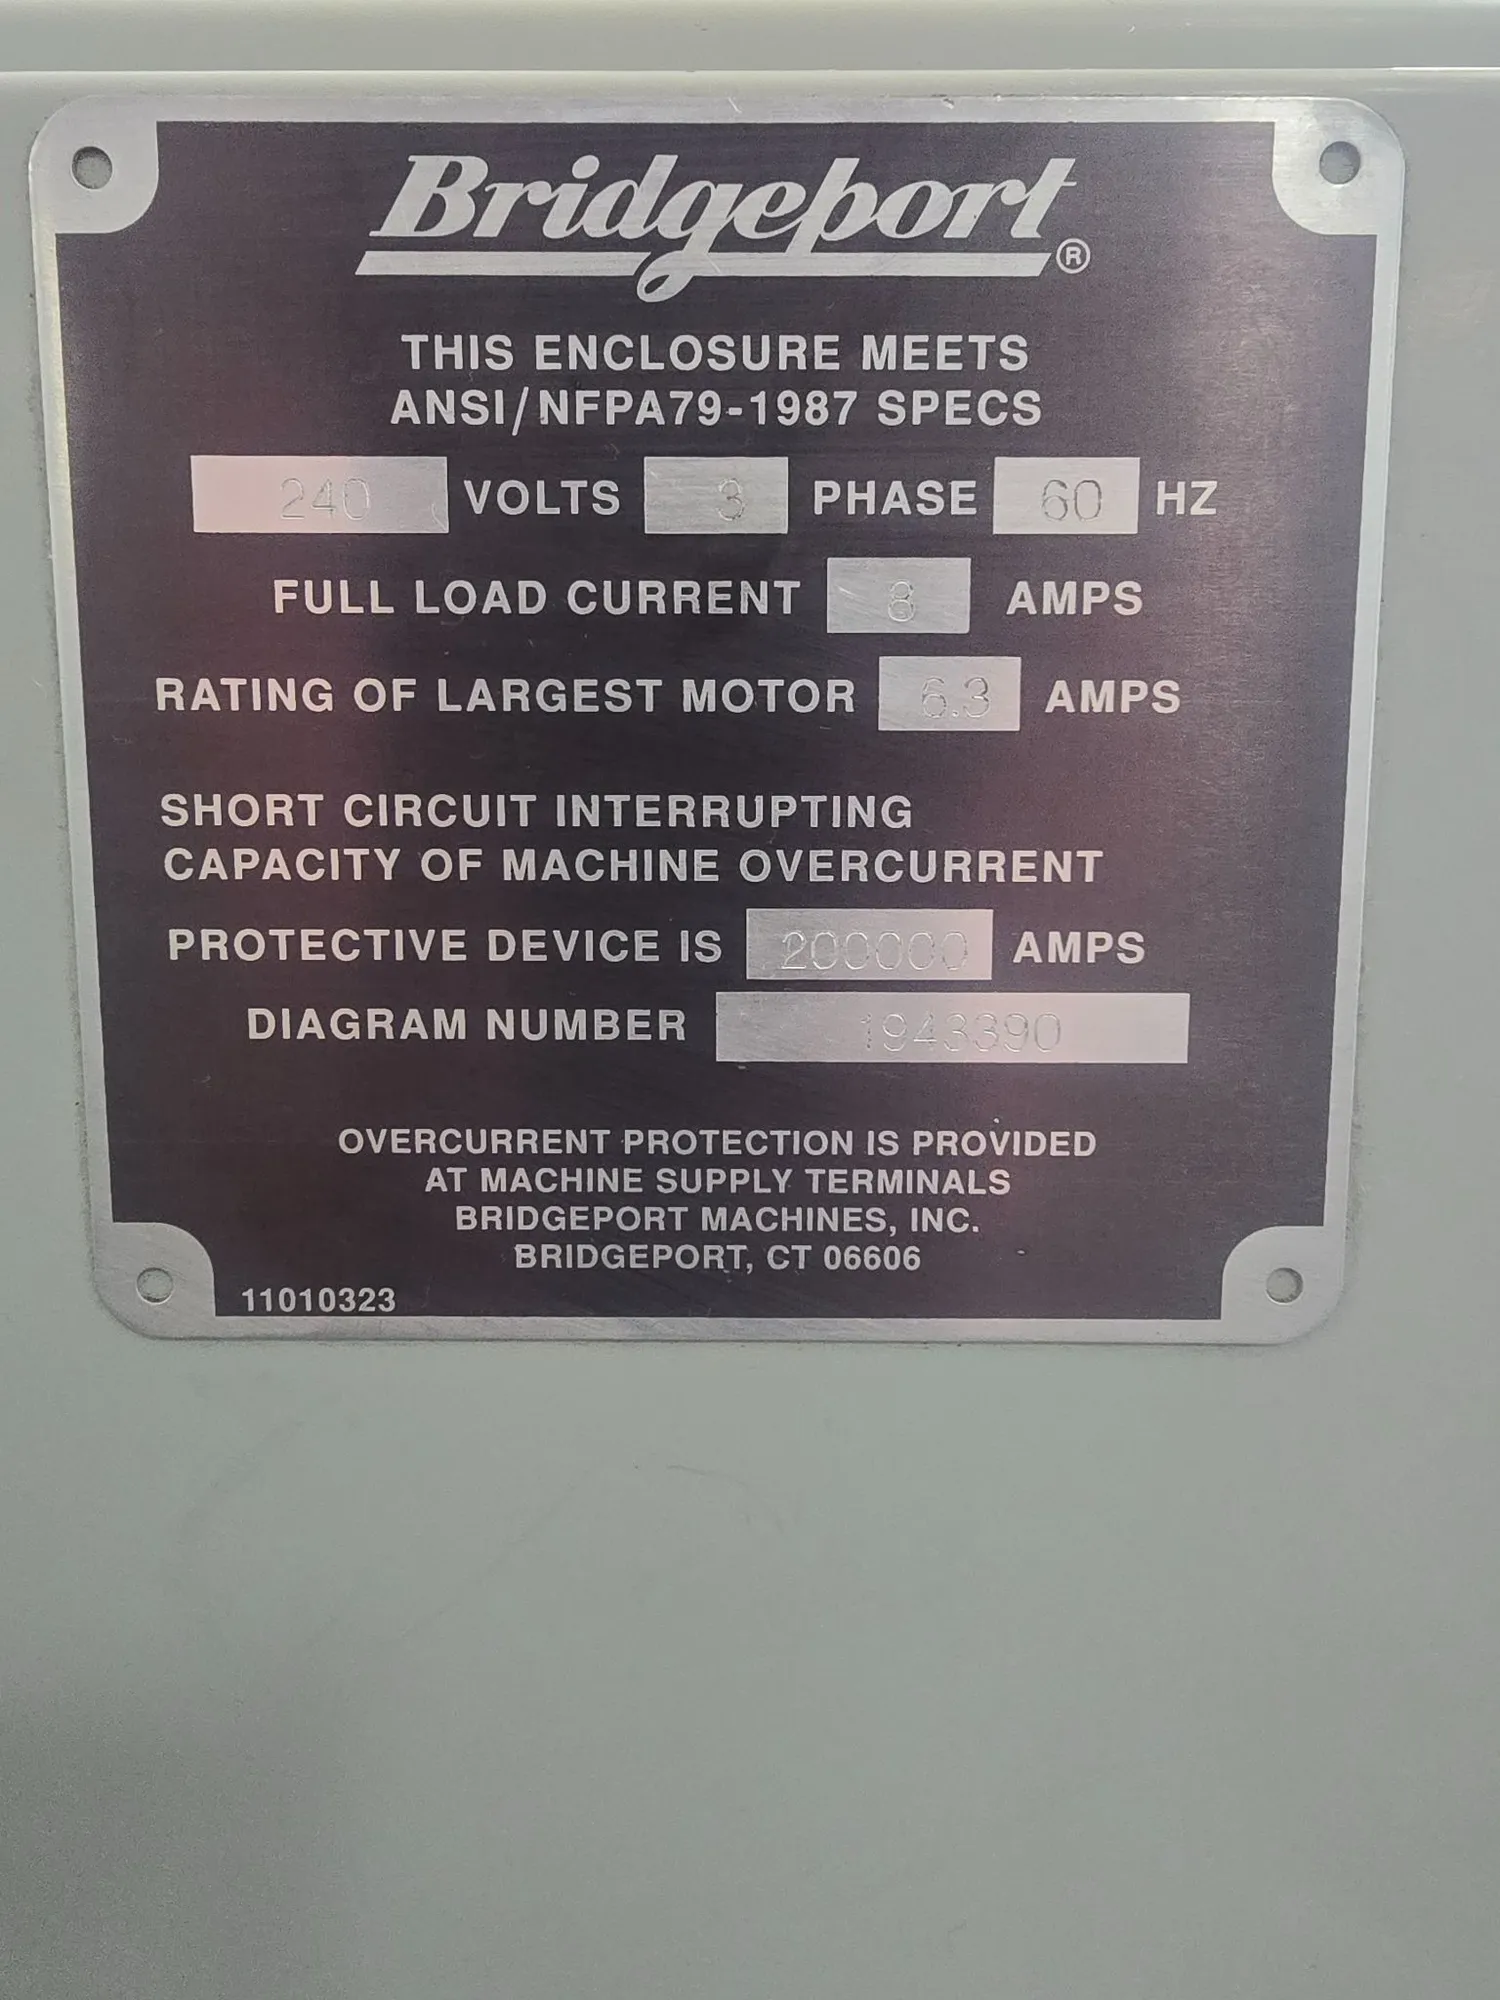 Bridgeport®
THIS ENCLOSURE MEETS
ANSI/NFPA79-1987 SPECS
240 VOLTS 3 PHASE 60 HZ
FULL LOAD CURRENT 8 AMPS
RATING OF LARGEST MOTOR 6.3 AMPS
SHORT CIRCUIT INTERRUPTING
CAPACITY OF MACHINE OVERCURRENT
PROTECTIVE DEVICE IS 200000 AMPS
DIAGRAM NUMBER 1943390
OVERCURRENT PROTECTION IS PROVIDED
AT MACHINE SUPPLY TERMINALS
BRIDGEPORT MACHINES, INC.
BRIDGEPORT, CT 06606
11010323